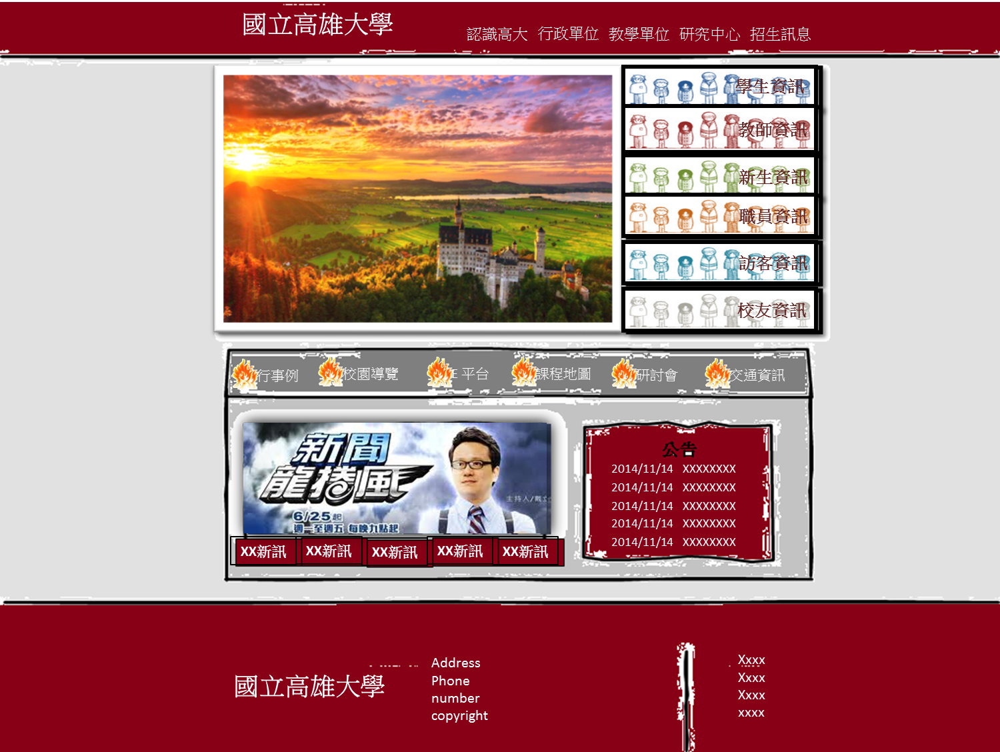 國立高雄大學
認識高大 行政單位 教學單位 研究中心 招生訊息
學生資訊
教師資訊
新生資訊
職員資訊
訪客資訊
校友資訊
行事例 校園導覽 E 平台 課程地圖 研討會 交通資訊
新聞
龍捲風
主持人/戴立
6/25起
週一至週五 每晚九點起
XX新訊 XX新訊 XX新訊 XX新訊 XX新訊
公告
2014/11/14 XXXXXXXX
2014/11/14 XXXXXXXX
2014/11/14 XXXXXXXX
2014/11/14 XXXXXXXX
2014/11/14 XXXXXXXX
國立高雄大學
Address
Phone
number
copyright
Xxxx
Xxxx
Xxxx
xxxx